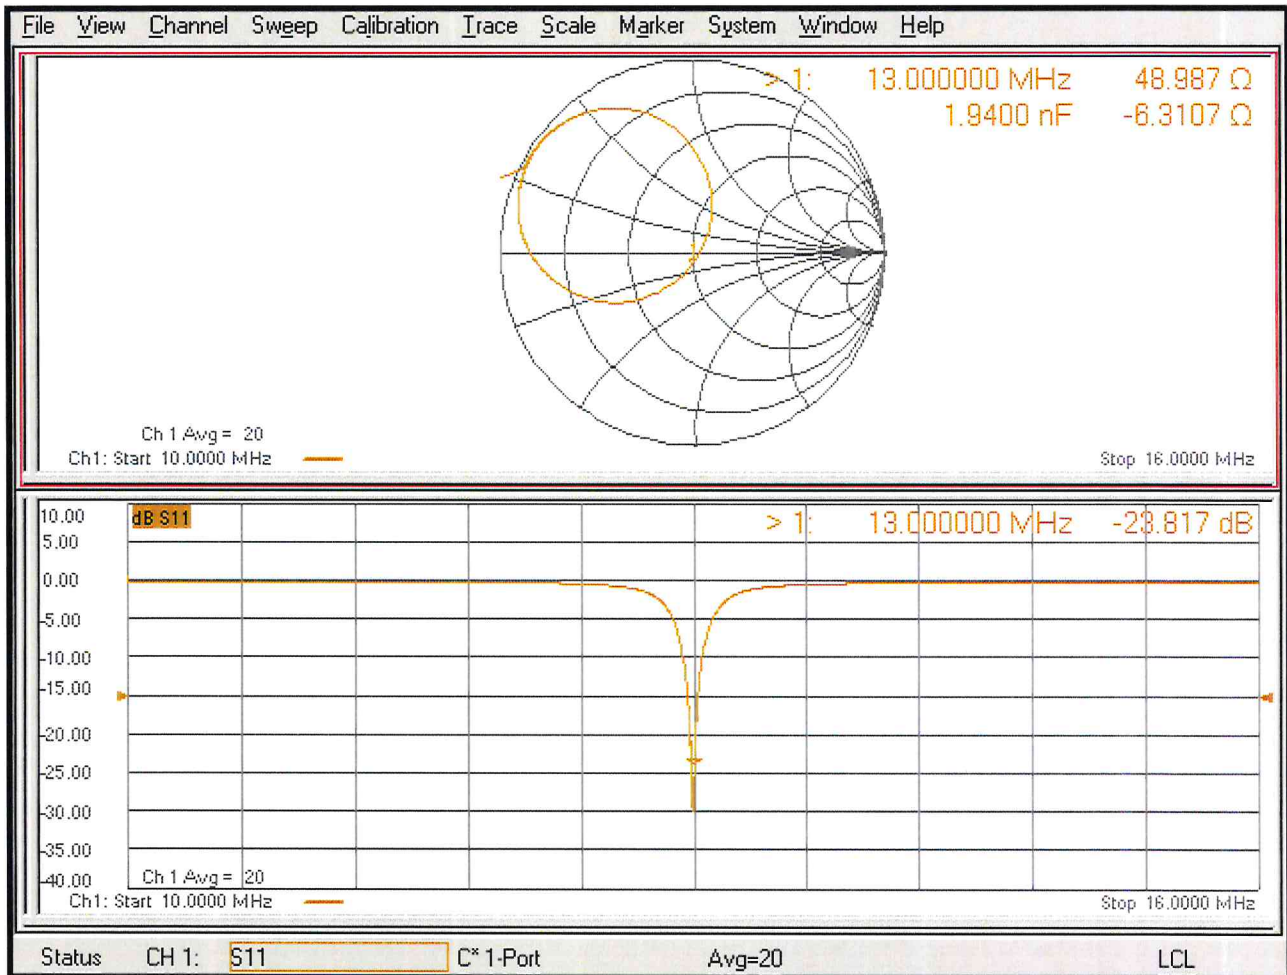 File View Channel Sweep Calibration Trace Scale Marker System Window Help
> 1: 13.000000 MHz 48.987 Ω
1.9400 nF -6.3107 Ω
Ch 1 Avg = 20
Ch1: Start 10.0000 MHz Stop 16.0000 MHz
10.00 dB S11 > 1: 13.000000 MHz -23.817 dB
5.00
0.00
-5.00
-10.00
-15.00
-20.00
-25.00
-30.00
-35.00
-40.00 Ch 1 Avg = 20
Ch1: Start 10.0000 MHz Stop 16.0000 MHz
Status CH 1: S11 C* 1-Port Avg=20 LCL